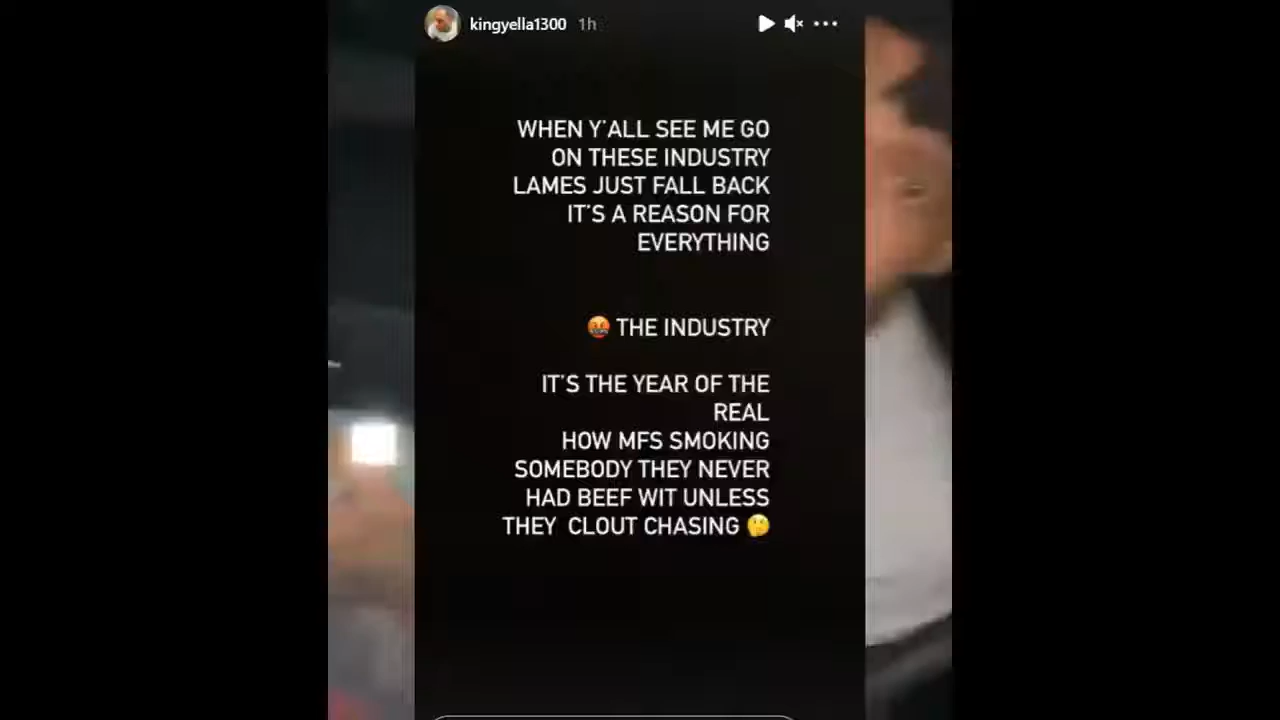 kingyella1300 1h
WHEN Y'ALL SEE ME GO
ON THESE INDUSTRY
LAMES JUST FALL BACK
IT'S A REASON FOR
EVERYTHING
🤬 THE INDUSTRY
IT'S THE YEAR OF THE
REAL
HOW MFS SMOKING
SOMEBODY THEY NEVER
HAD BEEF WIT UNLESS
THEY CLOUT CHASING 🤔